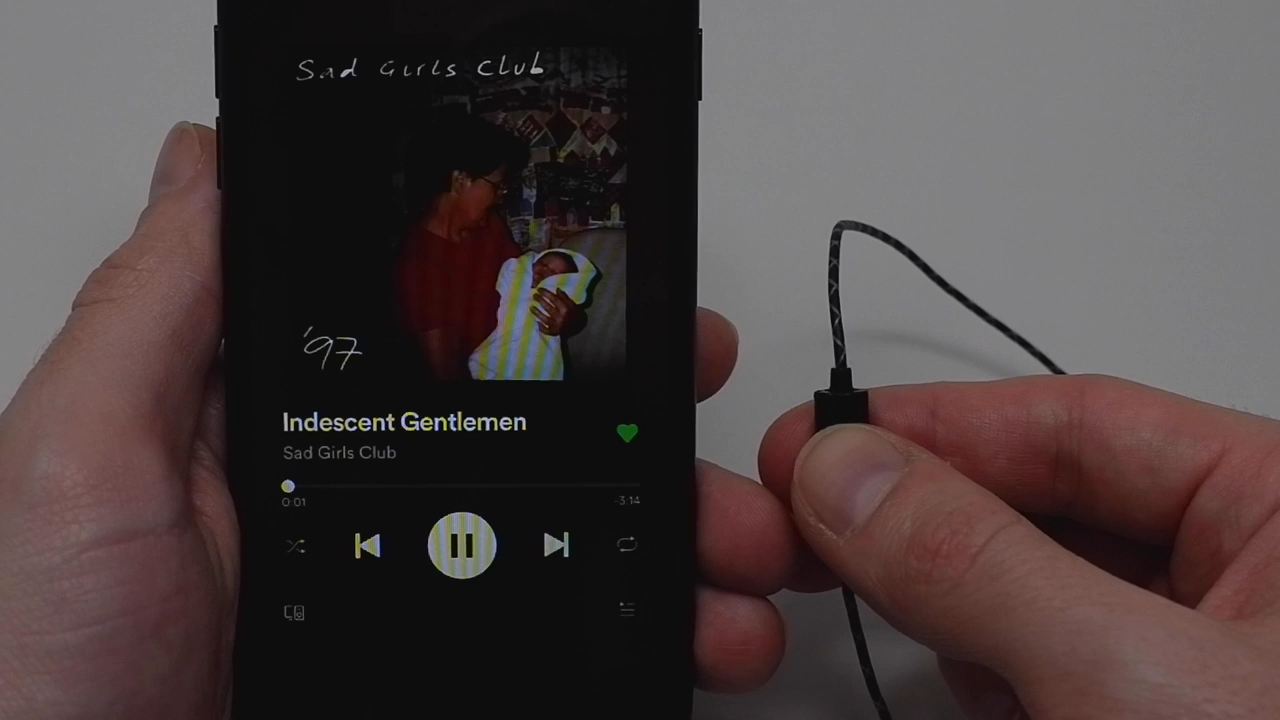 Sad Girls Club
'97
Indescent Gentlemen
Sad Girls Club
0:01
-3:14